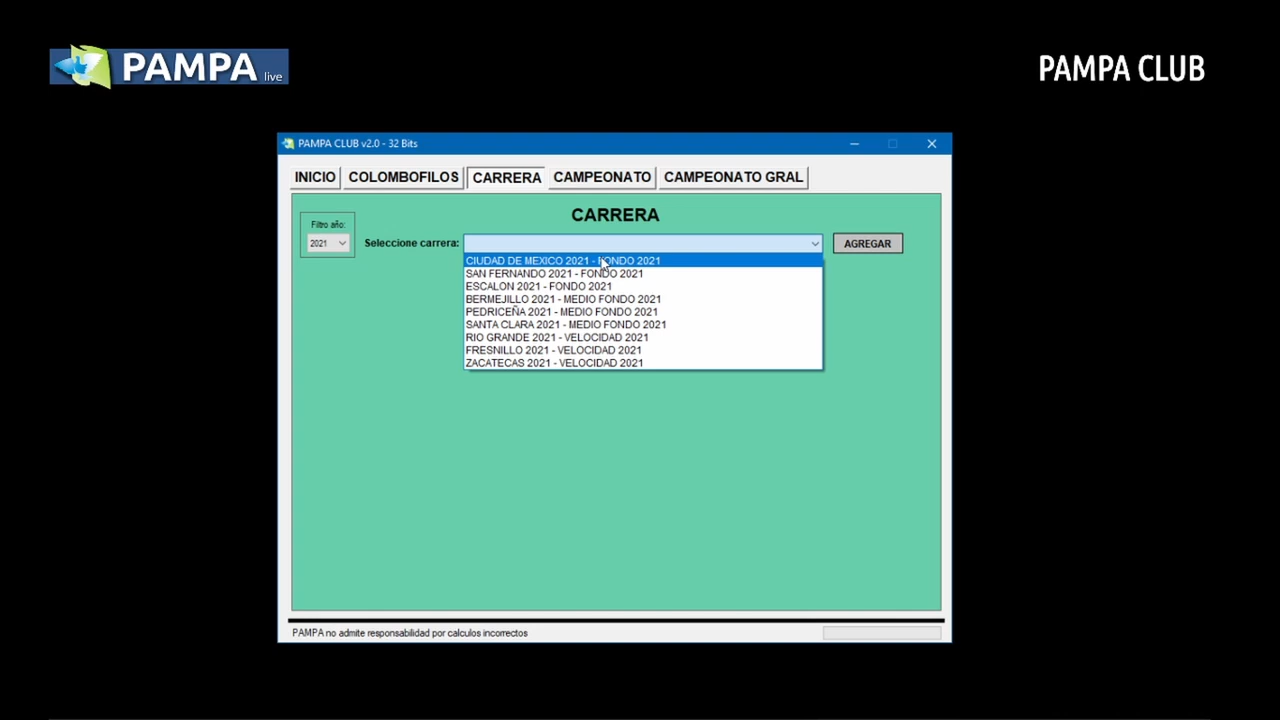 PAMPA live
PAMPA CLUB
PAMPA CLUB v2.0 - 32 Bits
INICIO COLOMBOFILOS CARRERA CAMPEONATO CAMPEONATO GRAL
CARRERA
Filtro año:
2021
Seleccione carrera:
AGREGAR
CIUDAD DE MEXICO 2021 - FONDO 2021
SAN FERNANDO 2021 - FONDO 2021
ESCALON 2021 - FONDO 2021
BERMEJILLO 2021 - MEDIO FONDO 2021
PEDRICEÑA 2021 - MEDIO FONDO 2021
SANTA CLARA 2021 - MEDIO FONDO 2021
RIO GRANDE 2021 - VELOCIDAD 2021
FRESNILLO 2021 - VELOCIDAD 2021
ZACATECAS 2021 - VELOCIDAD 2021
PAMPA no admite responsabilidad por calculos incorrectos